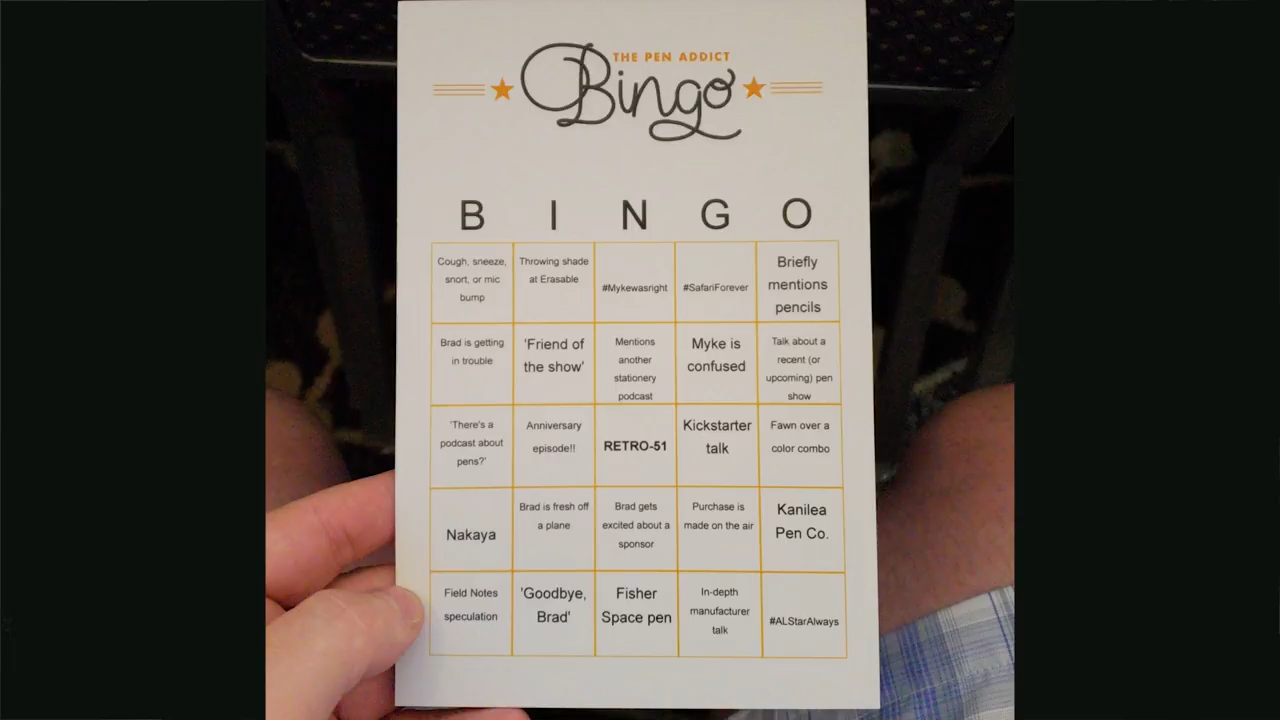 THE PEN ADDICT
Bingo
B I N G O
Cough, sneeze,
snort, or mic
bump
Throwing shade
at Erasable
#Mykewasright
#SafariForever
Briefly
mentions
pencils
Brad is getting
in trouble
'Friend of
the show'
Mentions
another
stationery
podcast
Myke is
confused
Talk about a
recent (or
upcoming) pen
show
'There's a
podcast about
pens?'
Anniversary
episode!!
RETRO-51
Kickstarter
talk
Fawn over a
color combo
Nakaya
Brad is fresh off
a plane
Brad gets
excited about a
sponsor
Purchase is
made on the air
Kanilea
Pen Co.
Field Notes
speculation
'Goodbye,
Brad'
Fisher
Space pen
In-depth
manufacturer
talk
#ALStarAlways